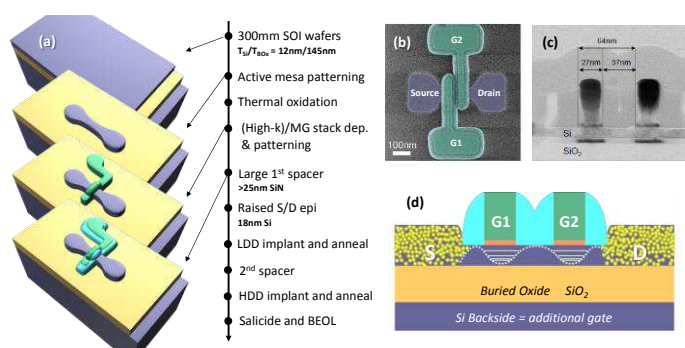 (a)
300mm SOI wafers
TSi/TBOx = 12nm/145nm
Active mesa patterning
Thermal oxidation
(High-k)/MG stack dep.
& patterning
Large 1st spacer
>25nm SiN
Raised S/D epi
18nm Si
LDD implant and anneal
2nd spacer
HDD implant and anneal
Salicide and BEOL
(b)
G2
Source
Drain
100nm
G1
(c)
64nm
27nm
37nm
Si
SiO2
(d)
G1
G2
S
D
Buried Oxide SiO2
Si Backside = additional gate